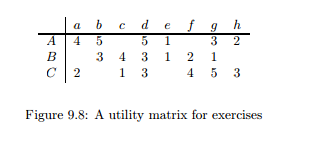 a b c d e f g h
A 4 5 5 1 3 2
B 3 4 3 1 2 1
C 2 1 3 4 5 3
Figure 9.8: A utility matrix for exercises